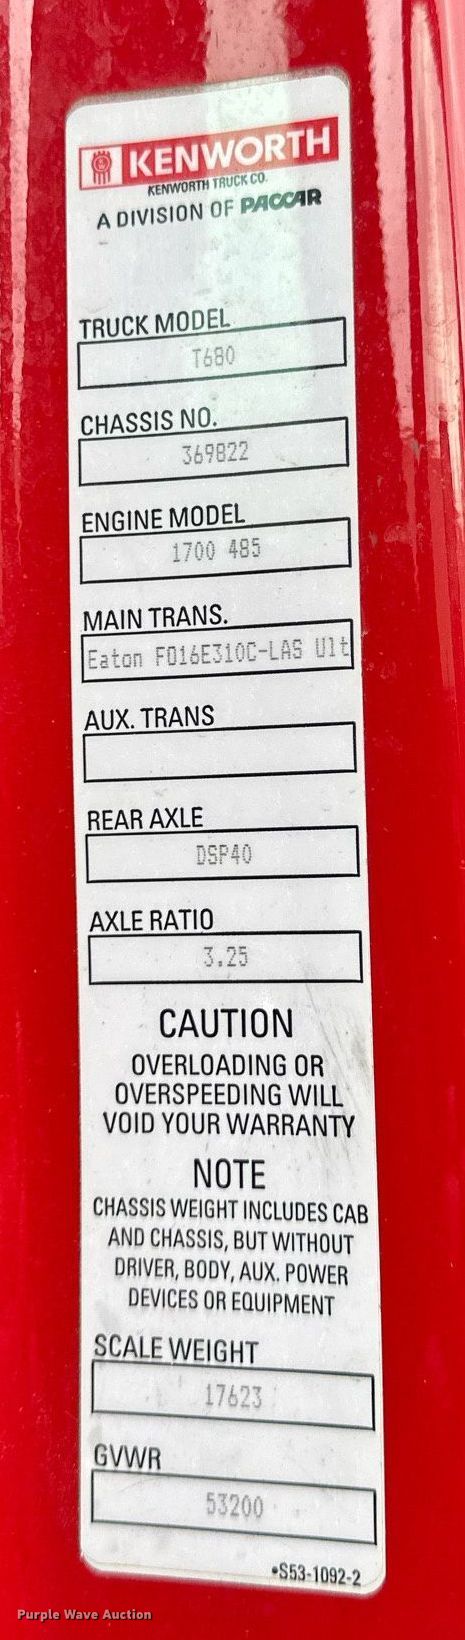 KENWORTH
KENWORTH TRUCK CO.
A DIVISION OF PACCAR
TRUCK MODEL
T680
CHASSIS NO.
369822
ENGINE MODEL
1700 485
MAIN TRANS.
Eaton FO16E310C-LAS Ult
AUX. TRANS
REAR AXLE
DSP40
AXLE RATIO
3.25
CAUTION
OVERLOADING OR
OVERSPEEDING WILL
VOID YOUR WARRANTY
NOTE
CHASSIS WEIGHT INCLUDES CAB
AND CHASSIS, BUT WITHOUT
DRIVER, BODY, AUX. POWER
DEVICES OR EQUIPMENT
SCALE WEIGHT
17623
GVWR
53200
•S53-1092-2
Purple Wave Auction